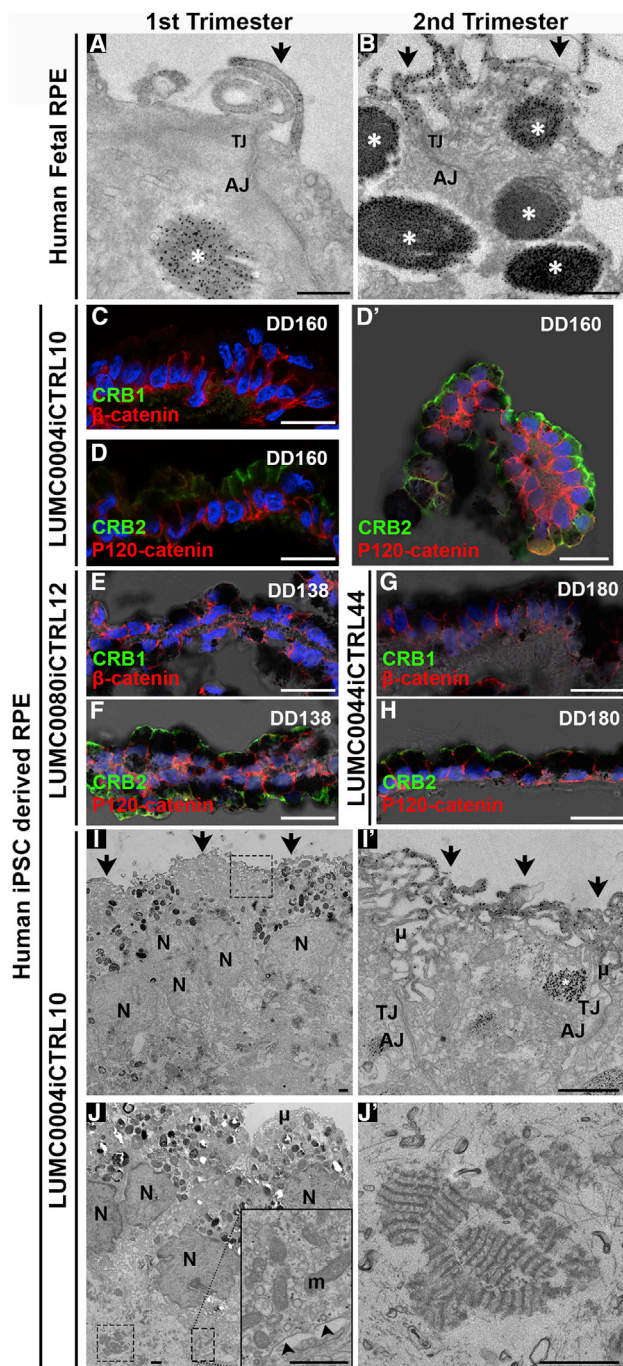 1st Trimester
2nd Trimester
Human Fetal RPE
A
TJ
AJ
*
B
TJ
AJ
*
*
*
*
*
Human iPSC derived RPE
LUMC0004iCTRL10
C
DD160
CRB1
β-catenin
D
DD160
CRB2
P120-catenin
D'
DD160
CRB2
P120-catenin
LUMC0080iCTRL12
E
DD138
CRB1
β-catenin
F
DD138
CRB2
P120-catenin
LUMC0044iCTRL44
G
DD180
CRB1
β-catenin
H
DD180
CRB2
P120-catenin
LUMC0004iCTRL10
I
N
N
N
N
N
I'
µ
µ
*
TJ
AJ
TJ
AJ
J
µ
N
N
N
N
m
J'